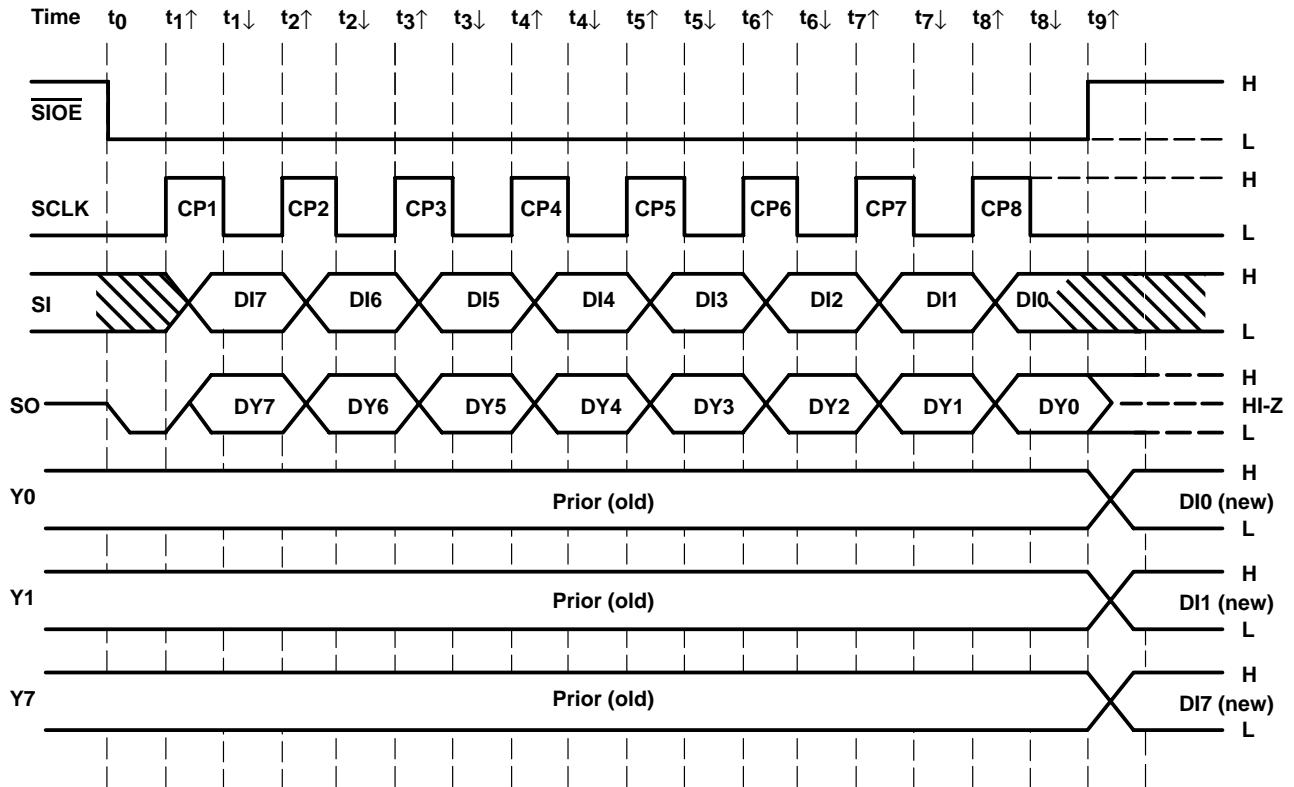 Time t0 t1↑ t1↓ t2↑ t2↓ t3↑ t3↓ t4↑ t4↓ t5↑ t5↓ t6↑ t6↓ t7↑ t7↓ t8↑ t8↓ t9↑
H
SIOE
L
H
SCLK CP1 CP2 CP3 CP4 CP5 CP6 CP7 CP8
L
H
SI DI7 DI6 DI5 DI4 DI3 DI2 DI1 DI0
L
H
SO DY7 DY6 DY5 DY4 DY3 DY2 DY1 DY0 HI-Z
L
H
Y0 Prior (old) DI0 (new)
L
H
Y1 Prior (old) DI1 (new)
L
H
Y7 Prior (old) DI7 (new)
L